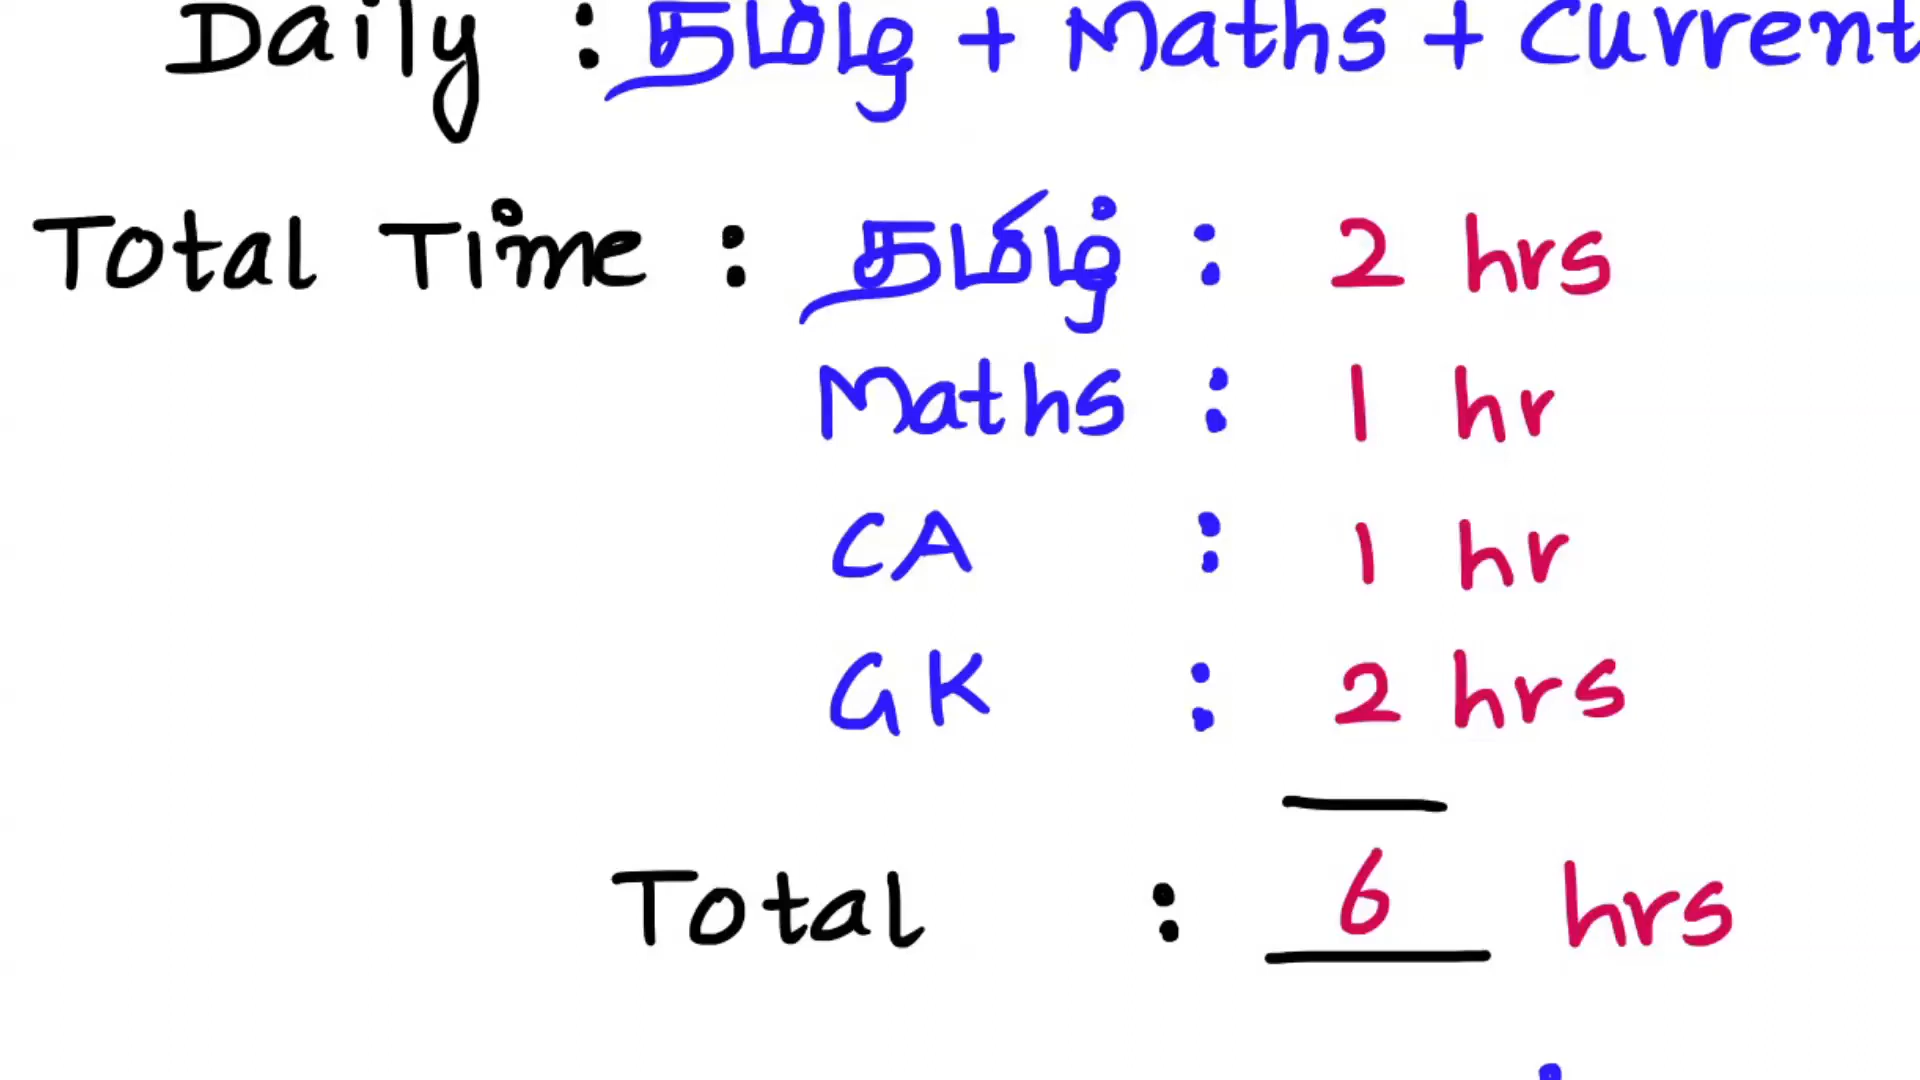 Daily : தமிழ் + Maths + Current
Total Time : தமிழ் : 2 hrs
Maths : 1 hr
CA : 1 hr
GK : 2 hrs
Total : 6 hrs